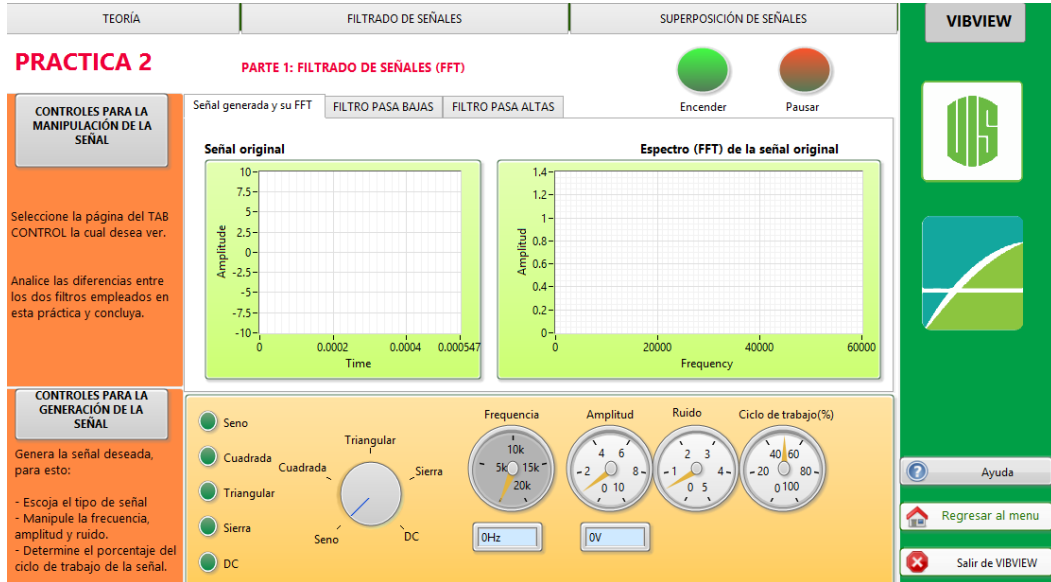 TEORÍA
FILTRADO DE SEÑALES
SUPERPOSICIÓN DE SEÑALES
VIBVIEW
PRACTICA 2
PARTE 1: FILTRADO DE SEÑALES (FFT)
Encender
Pausar
CONTROLES PARA LA
MANIPULACIÓN DE LA
SEÑAL
Seleccione la página del TAB
CONTROL la cual desea ver.
Analice las diferencias entre
los dos filtros empleados en
esta práctica y concluya.
Señal generada y su FFT
FILTRO PASA BAJAS
FILTRO PASA ALTAS
Señal original
10
7.5
5
2.5
0
-2.5
-5
-7.5
-10
Amplitude
0
0.0002
0.0004
0.000547
Time
Espectro (FFT) de la señal original
1.4
1.2
1
0.8
0.6
0.4
0.2
0
Amplitud
0
20000
40000
60000
Frequency
UIS
CONTROLES PARA LA
GENERACIÓN DE LA
SEÑAL
Genera la señal deseada,
para esto:
- Escoja el tipo de señal
- Manipule la frecuencia,
amplitud y ruido.
- Determine el porcentaje del
ciclo de trabajo de la señal.
Seno
Cuadrada
Triangular
Sierra
DC
Triangular
Cuadrada
Sierra
Seno
DC
Frequencia
10k
5k
15k
0
20k
0Hz
Amplitud
4
6
2
8
0
10
0V
Ruido
2
3
1
4
0
5
Ciclo de trabajo(%)
40
60
20
80
0
100
Ayuda
Regresar al menu
Salir de VIBVIEW